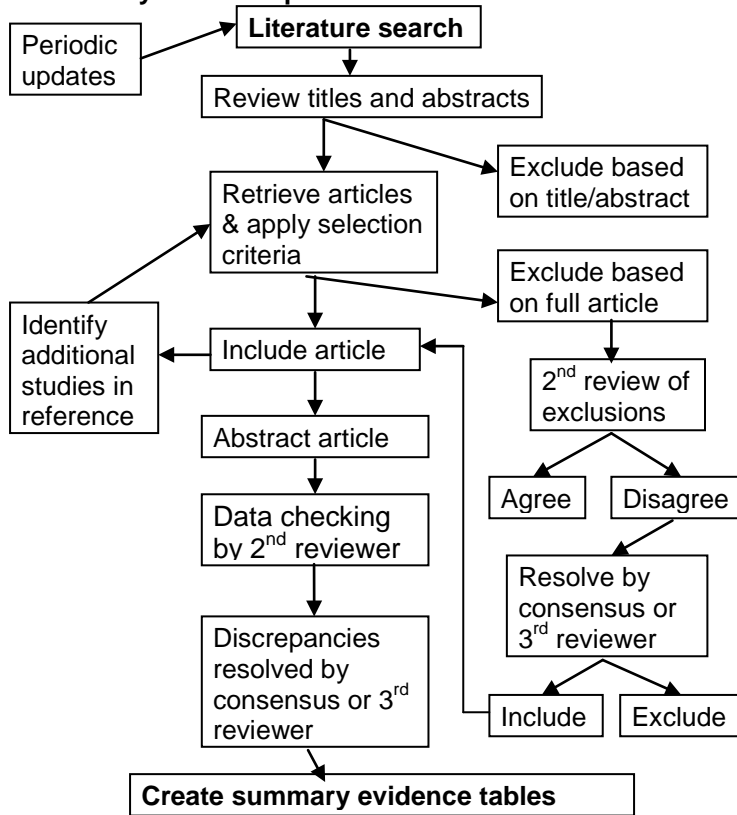 Literature search
Periodic
updates
Review titles and abstracts
Exclude based
on title/abstract
Retrieve articles
& apply selection
criteria
Exclude based
on full article
Identify
additional
studies in
reference
Include article
2nd review of
exclusions
Abstract article
Agree
Disagree
Data checking
by 2nd reviewer
Resolve by
consensus or
3rd reviewer
Discrepancies
resolved by
consensus or 3rd
reviewer
Include
Exclude
Create summary evidence tables